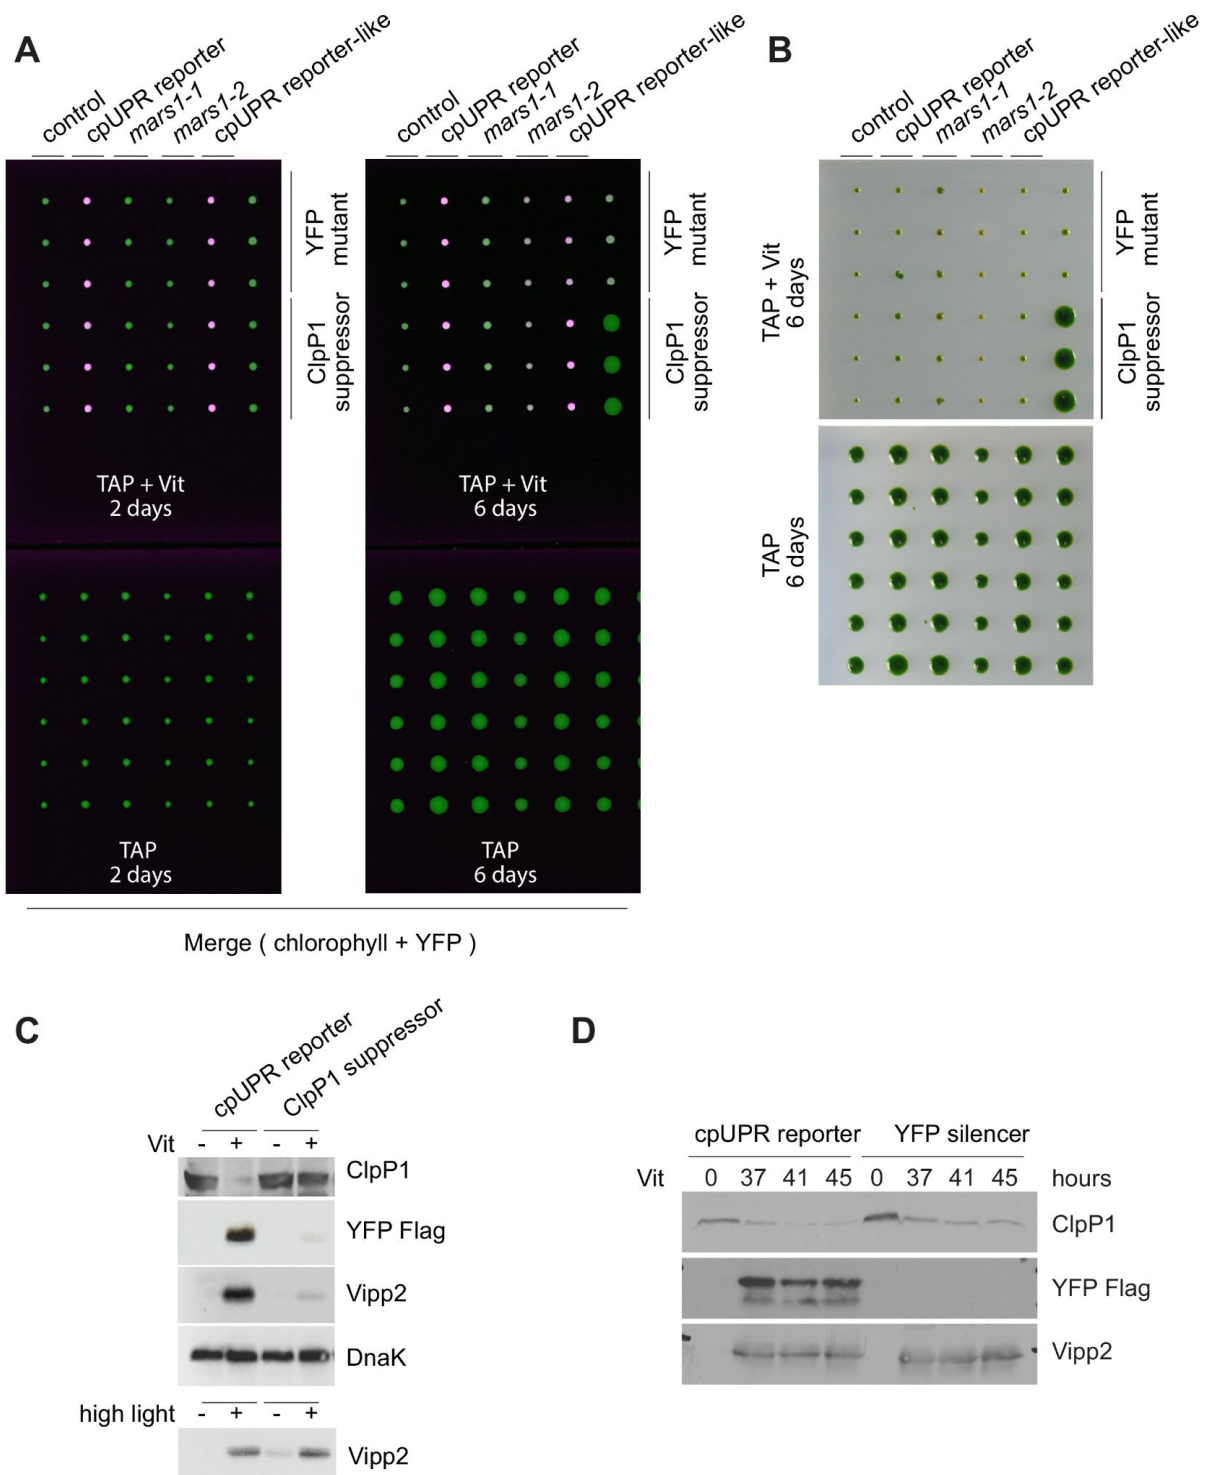 A
control
cpUPR reporter
mars1-1
mars1-2
cpUPR reporter-like
control
cpUPR reporter
mars1-1
mars1-2
cpUPR reporter-like
YFP
mutant
ClpP1
suppressor
YFP
mutant
ClpP1
suppressor
TAP + Vit
2 days
TAP + Vit
6 days
TAP
2 days
TAP
6 days
Merge ( chlorophyll + YFP )
B
control
cpUPR reporter
mars1-1
mars1-2
cpUPR reporter-like
TAP + Vit
6 days
YFP
mutant
ClpP1
suppressor
TAP
6 days
C
cpUPR reporter
ClpP1 suppressor
Vit - + - +
ClpP1
YFP Flag
Vipp2
DnaK
high light - + - +
Vipp2
D
cpUPR reporter YFP silencer
Vit 0 37 41 45 0 37 41 45 hours
ClpP1
YFP Flag
Vipp2